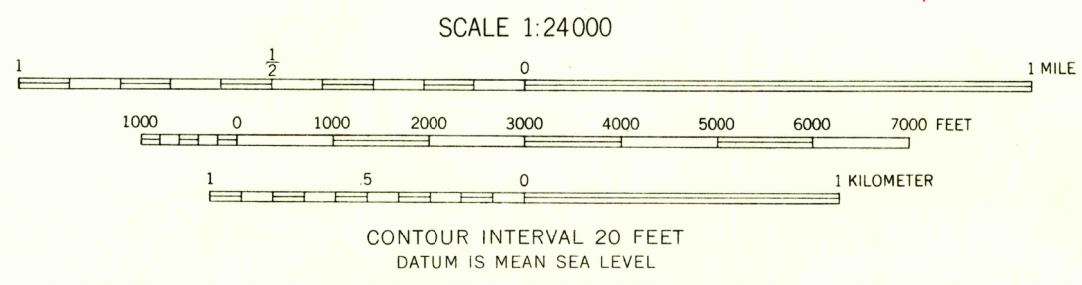 SCALE 1:24000
1 1/2 0 1 MILE
1000 0 1000 2000 3000 4000 5000 6000 7000 FEET
1 .5 0 1 KILOMETER
CONTOUR INTERVAL 20 FEET
DATUM IS MEAN SEA LEVEL